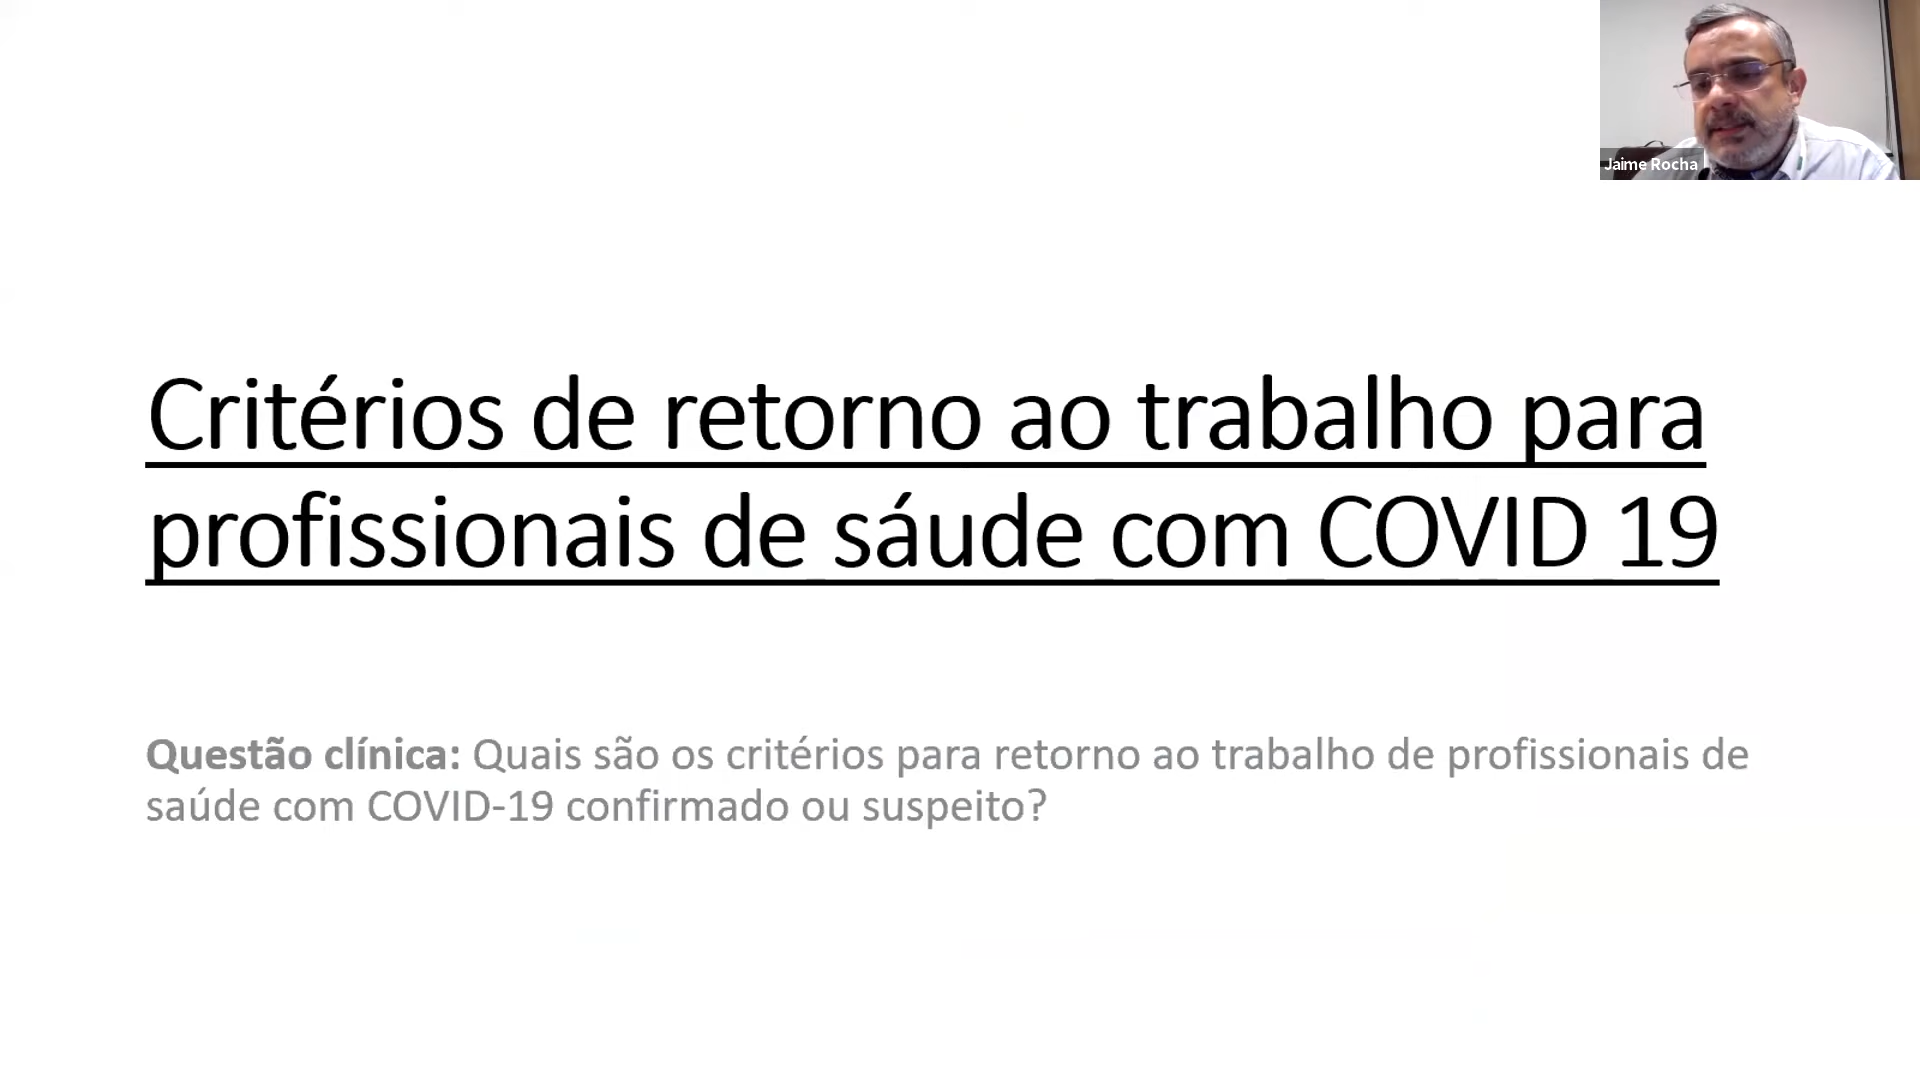 Jaime Rocha
Critérios de retorno ao trabalho para
profissionais de sáude com COVID 19
Questão clínica: Quais são os critérios para retorno ao trabalho de profissionais de
saúde com COVID-19 confirmado ou suspeito?